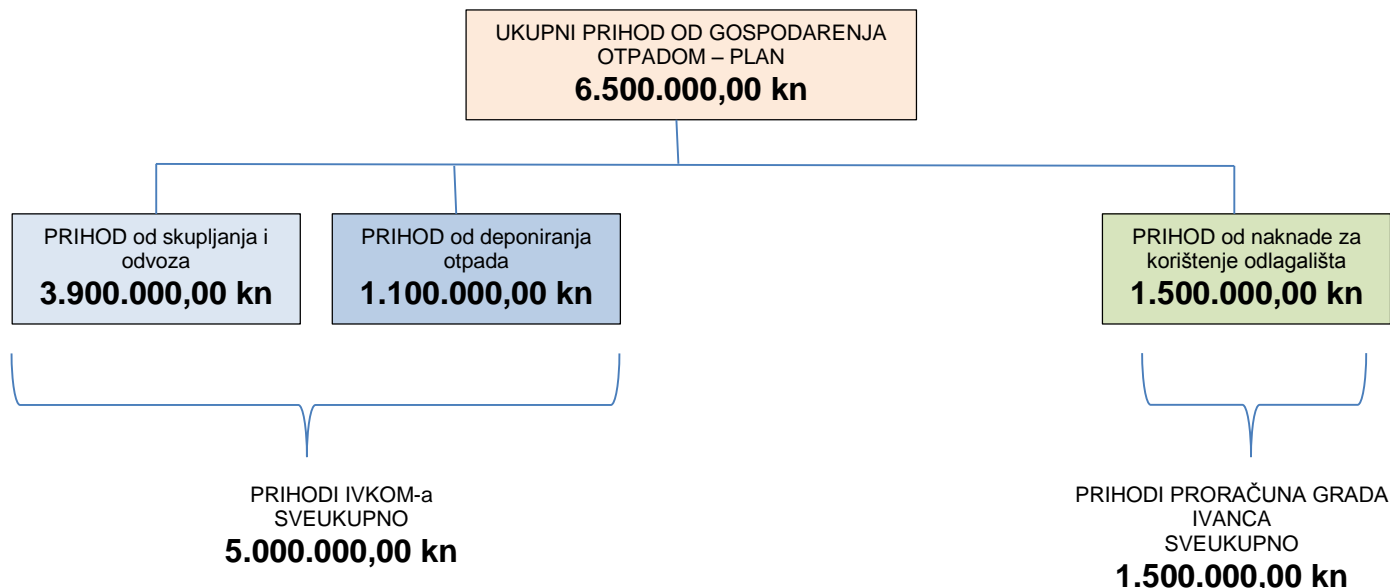 UKUPNI PRIHOD OD GOSPODARENJA
OTPADOM – PLAN
6.500.000,00 kn
PRIHOD od skupljanja i
odvoza
3.900.000,00 kn
PRIHOD od deponiranja
otpada
1.100.000,00 kn
PRIHOD od naknade za
korištenje odlagališta
1.500.000,00 kn
PRIHODI IVKOM-a
SVEUKUPNO
5.000.000,00 kn
PRIHODI PRORAČUNA GRADA
IVANCA
SVEUKUPNO
1.500.000,00 kn